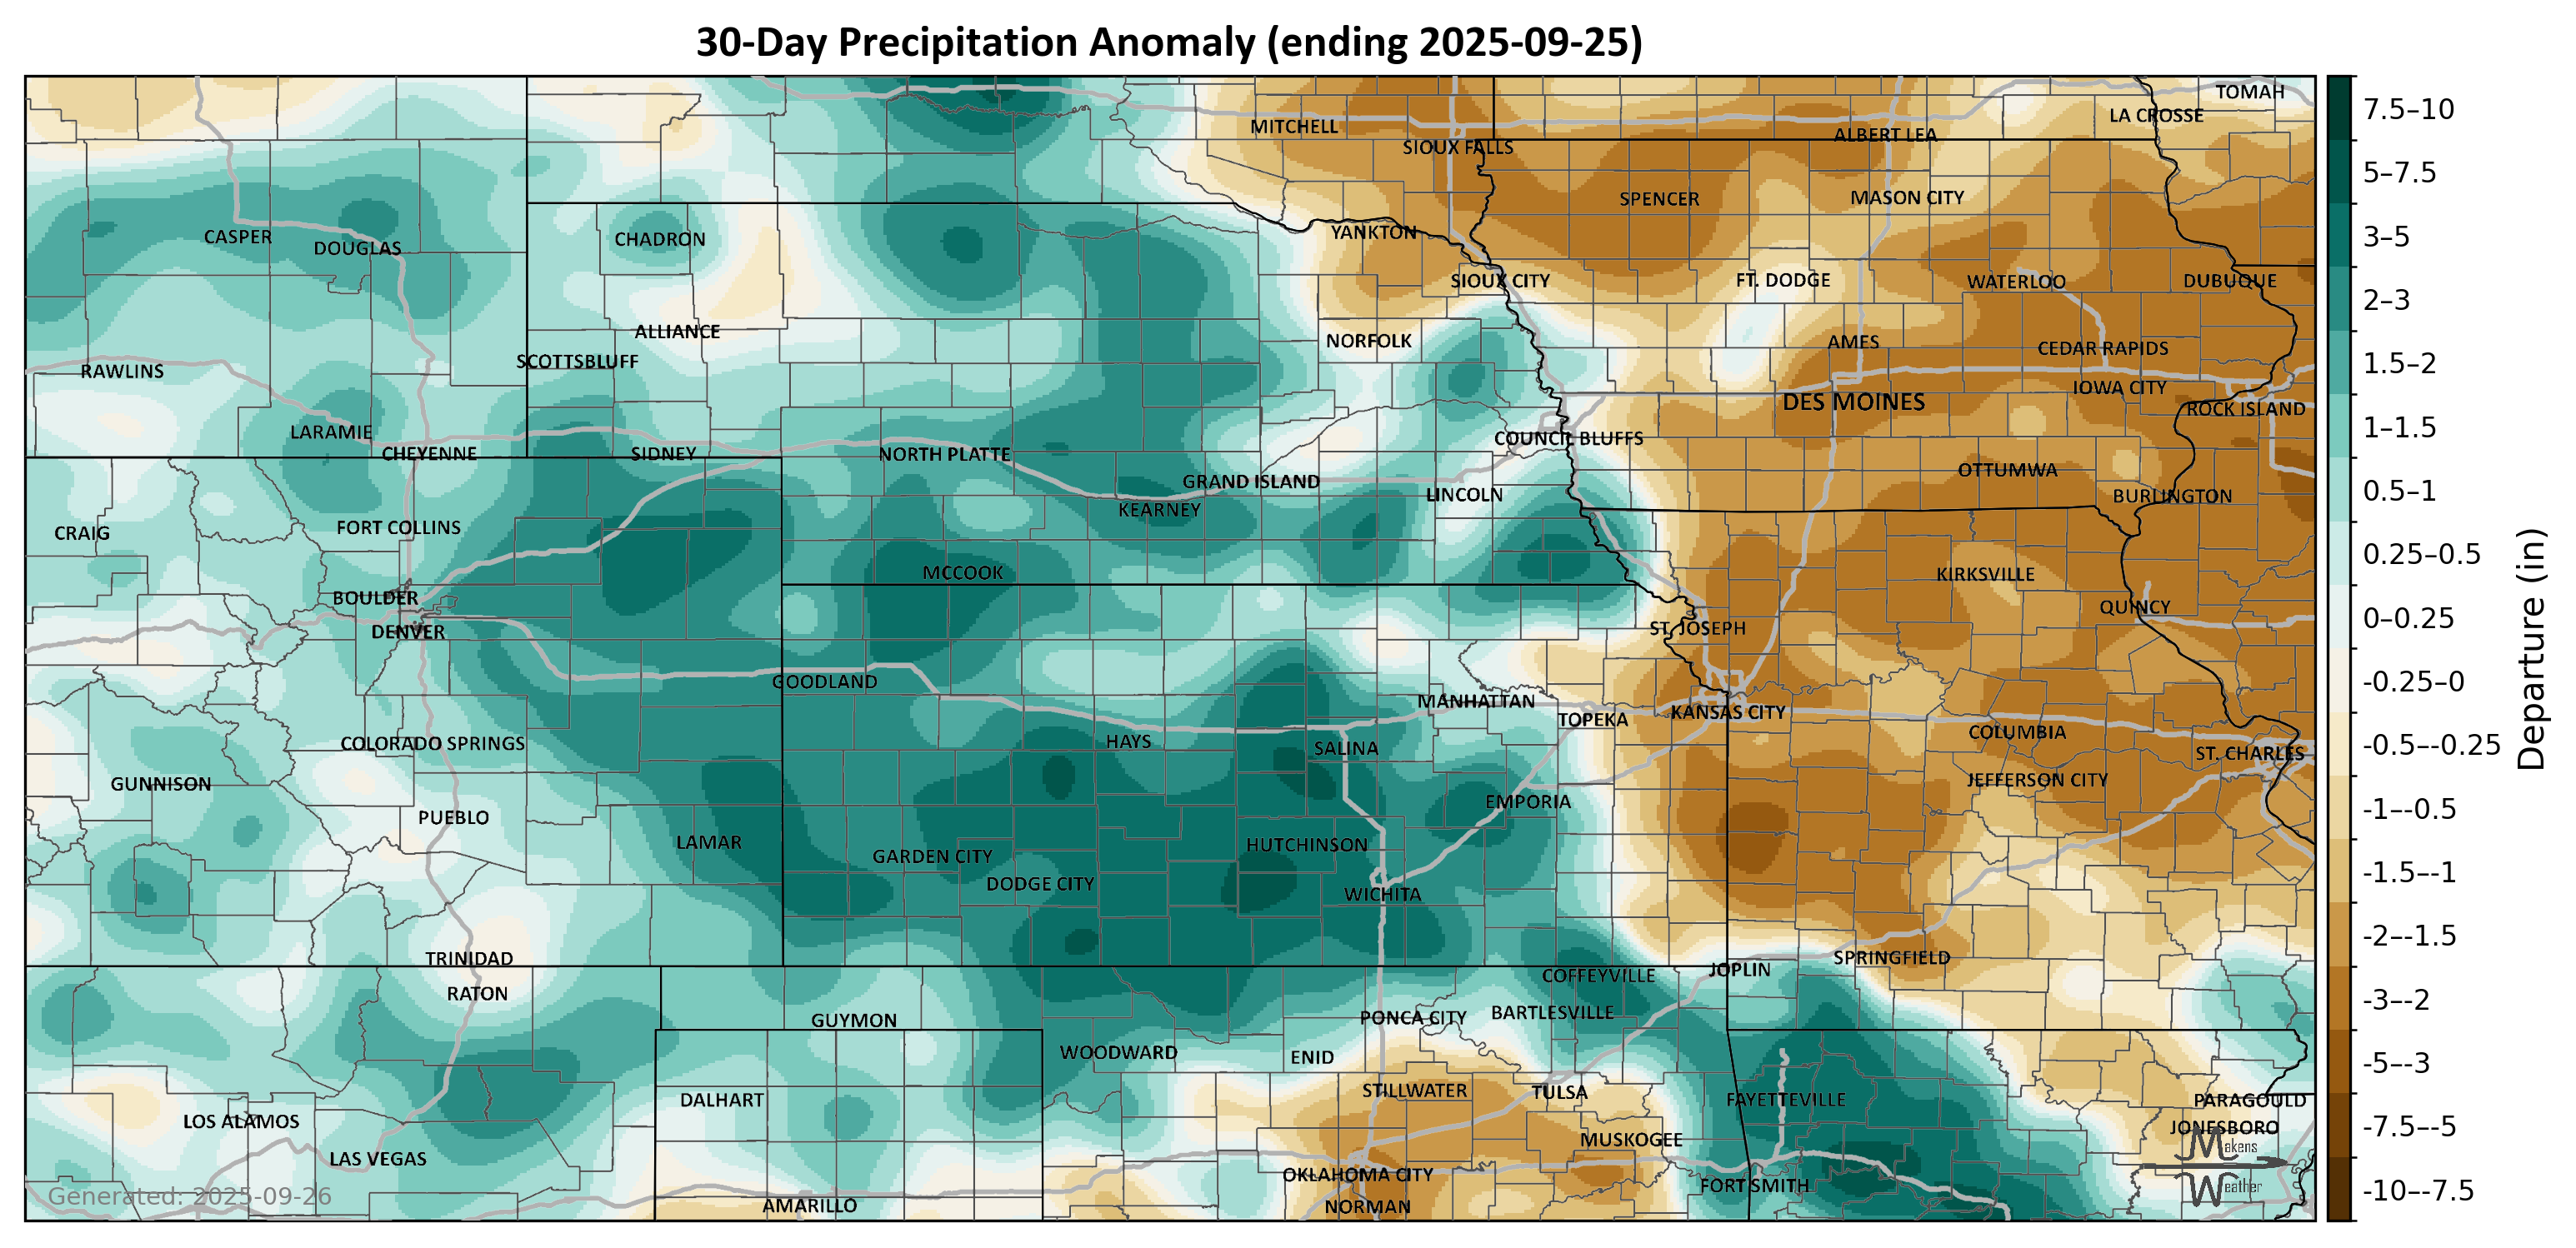 30-Day Precipitation Anomaly (ending 2025-09-25)
TOMAH
LA CROSSE
MITCHELL
ALBERT LEA
SIOUX FALLS
SPENCER
MASON CITY
CASPER
DOUGLAS
CHADRON
YANKTON
SIOUX CITY
FT. DODGE
WATERLOO
DUBUQUE
ALLIANCE
NORFOLK
AMES
CEDAR RAPIDS
SCOTTSBLUFF
RAWLINS
IOWA CITY
DES MOINES
ROCK ISLAND
LARAMIE
CHEYENNE
SIDNEY
NORTH PLATTE
COUNCIL BLUFFS
OTTUMWA
GRAND ISLAND
LINCOLN
BURLINGTON
KEARNEY
CRAIG
FORT COLLINS
MCCOOK
KIRKSVILLE
BOULDER
QUINCY
DENVER
ST. JOSEPH
GOODLAND
MANHATTAN
TOPEKA
KANSAS CITY
COLUMBIA
COLORADO SPRINGS
HAYS
SALINA
ST. CHARLES
GUNNISON
JEFFERSON CITY
EMPORIA
PUEBLO
LAMAR
HUTCHINSON
GARDEN CITY
DODGE CITY
WICHITA
TRINIDAD
SPRINGFIELD
JOPLIN
COFFEYVILLE
RATON
BARTLESVILLE
PONCA CITY
GUYMON
WOODWARD
ENID
STILLWATER
TULSA
DALHART
FAYETTEVILLE
PARAGOULD
LOS ALAMOS
JONESBORO
MUSKOGEE
LAS VEGAS
OKLAHOMA CITY
FORT SMITH
AMARILLO
NORMAN
Generated: 2025-09-26
Makens
Weather
7.5–10
5–7.5
3–5
2–3
1.5–2
1–1.5
0.5–1
0.25–0.5
0–0.25
-0.25–0
-0.5–-0.25
-1–-0.5
-1.5–-1
-2–-1.5
-3–-2
-5–-3
-7.5–-5
-10–-7.5
Departure (in)